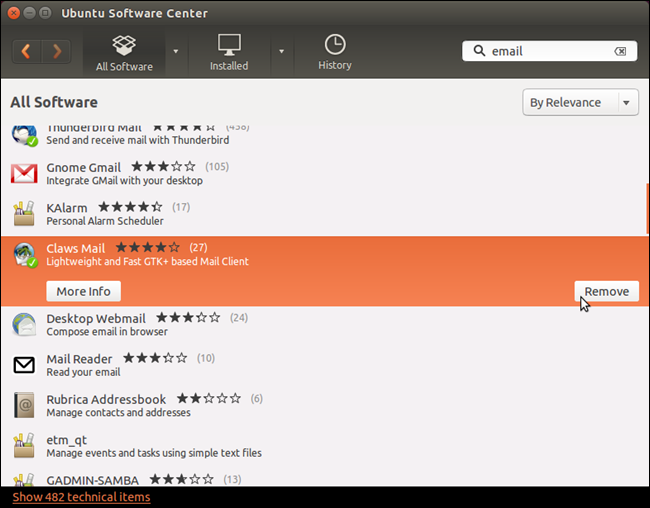 Ubuntu Software Center
All Software
Installed
History
email
All Software
By Relevance
Thunderbird Mail (458)
Send and receive mail with Thunderbird
Gnome Gmail (105)
Integrate GMail with your desktop
KAlarm (17)
Personal Alarm Scheduler
Claws Mail (27)
Lightweight and Fast GTK+ based Mail Client
More Info
Remove
Desktop Webmail (24)
Compose email in browser
Mail Reader (10)
Read your email
Rubrica Addressbook (6)
Manage contacts and addresses
etm_qt
Manage events and tasks using simple text files
GADMIN-SAMBA (13)
Show 482 technical items